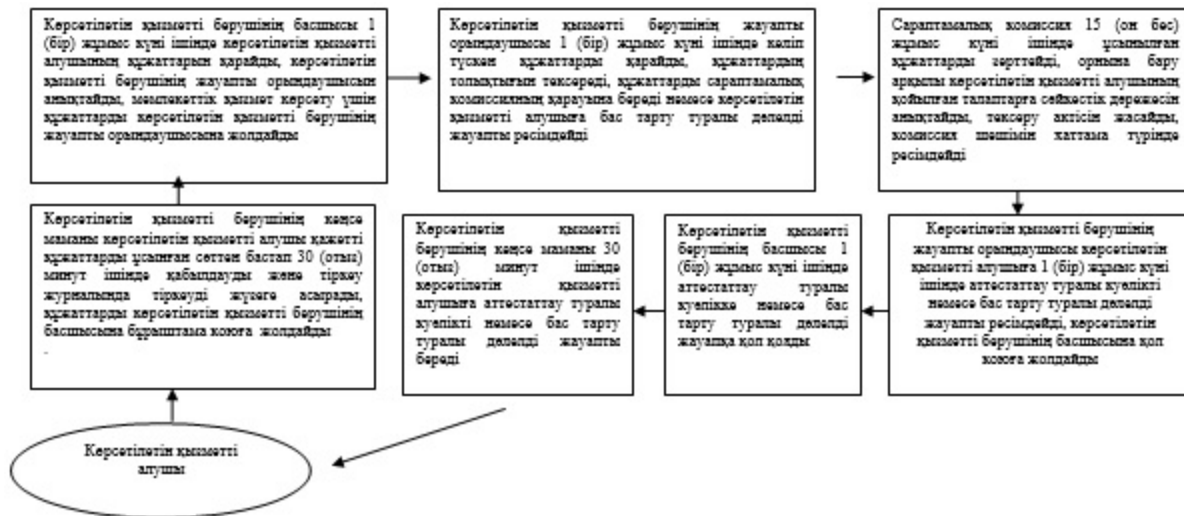 Көрсетілетін қызметті берушінің басшысы 1
(бір) жұмыс күні ішінде көрсетілетін қызметті
алушының құжаттарын қарайды, көрсетілетін
қызметті берушінің жауапты орындаушысын
анықтайды, мемлекеттік қызмет көрсету үшін
құжаттарды көрсетілетін қызметті берушінің
жауапты орындаушысына жолдайды
Көрсетілетін қызметті берушінің жауапты
орындаушысы 1 (бір) жұмыс күні ішінде келіп
түскен құжаттарды қарайды, құжаттардың
толықтығын тексереді, құжаттарды сараптамалық
комиссияның қарауына береді немесе көрсетілетін
қызметті алушыға бас тарту туралы дәлелді
жауапты ресімдейді
Сараптамалық комиссия 15 (он бес)
жұмыс күні ішінде ұсынылған
құжаттарды зерттейді, орнына бару
арқылы көрсетілетін қызметті алушының
қойылған талаптарға сәйкестік дәрежесін
анықтайды, тексеру актісін жасайды,
комиссия шешімін хаттама түрінде
ресімдейді
Көрсетілетін қызметті берушінің кеңсе
маманы көрсетілетін қызметті алушы қажетті
құжаттарды ұсынған сәттен бастап 30 (отыз)
минут ішінде қабылдауды және тіркеу
журналында тіркеуді жүзеге асырады,
құжаттарды көрсетілетін қызметті берушінің
басшысына бұрыштама қоюға жолдайды
.
Көрсетілетін қызметті
берушінің кеңсе маманы 30
(отыз) минут ішінде
көрсетілетін қызметті
алушыға аттестаттау туралы
куәлікті немесе бас тарту
туралы дәлелді жауапты
береді
Көрсетілетін қызметті
берушінің басшысы 1
(бір) жұмыс күні ішінде
аттестаттау туралы
куәлікке немесе бас
тарту туралы дәлелді
жауапқа қол қояды
Көрсетілетін қызметті берушінің
жауапты орындаушысы көрсетілетін
қызметті алушыға 1 (бір) жұмыс күні
ішінде аттестаттау туралы куәлікті
немесе бас тарту туралы дәлелді
жауапты ресімдейді, көрсетілетін
қызметті берушінің басшысына қол
қоюға жолдайды
Көрсетілетін қызметті
алушы